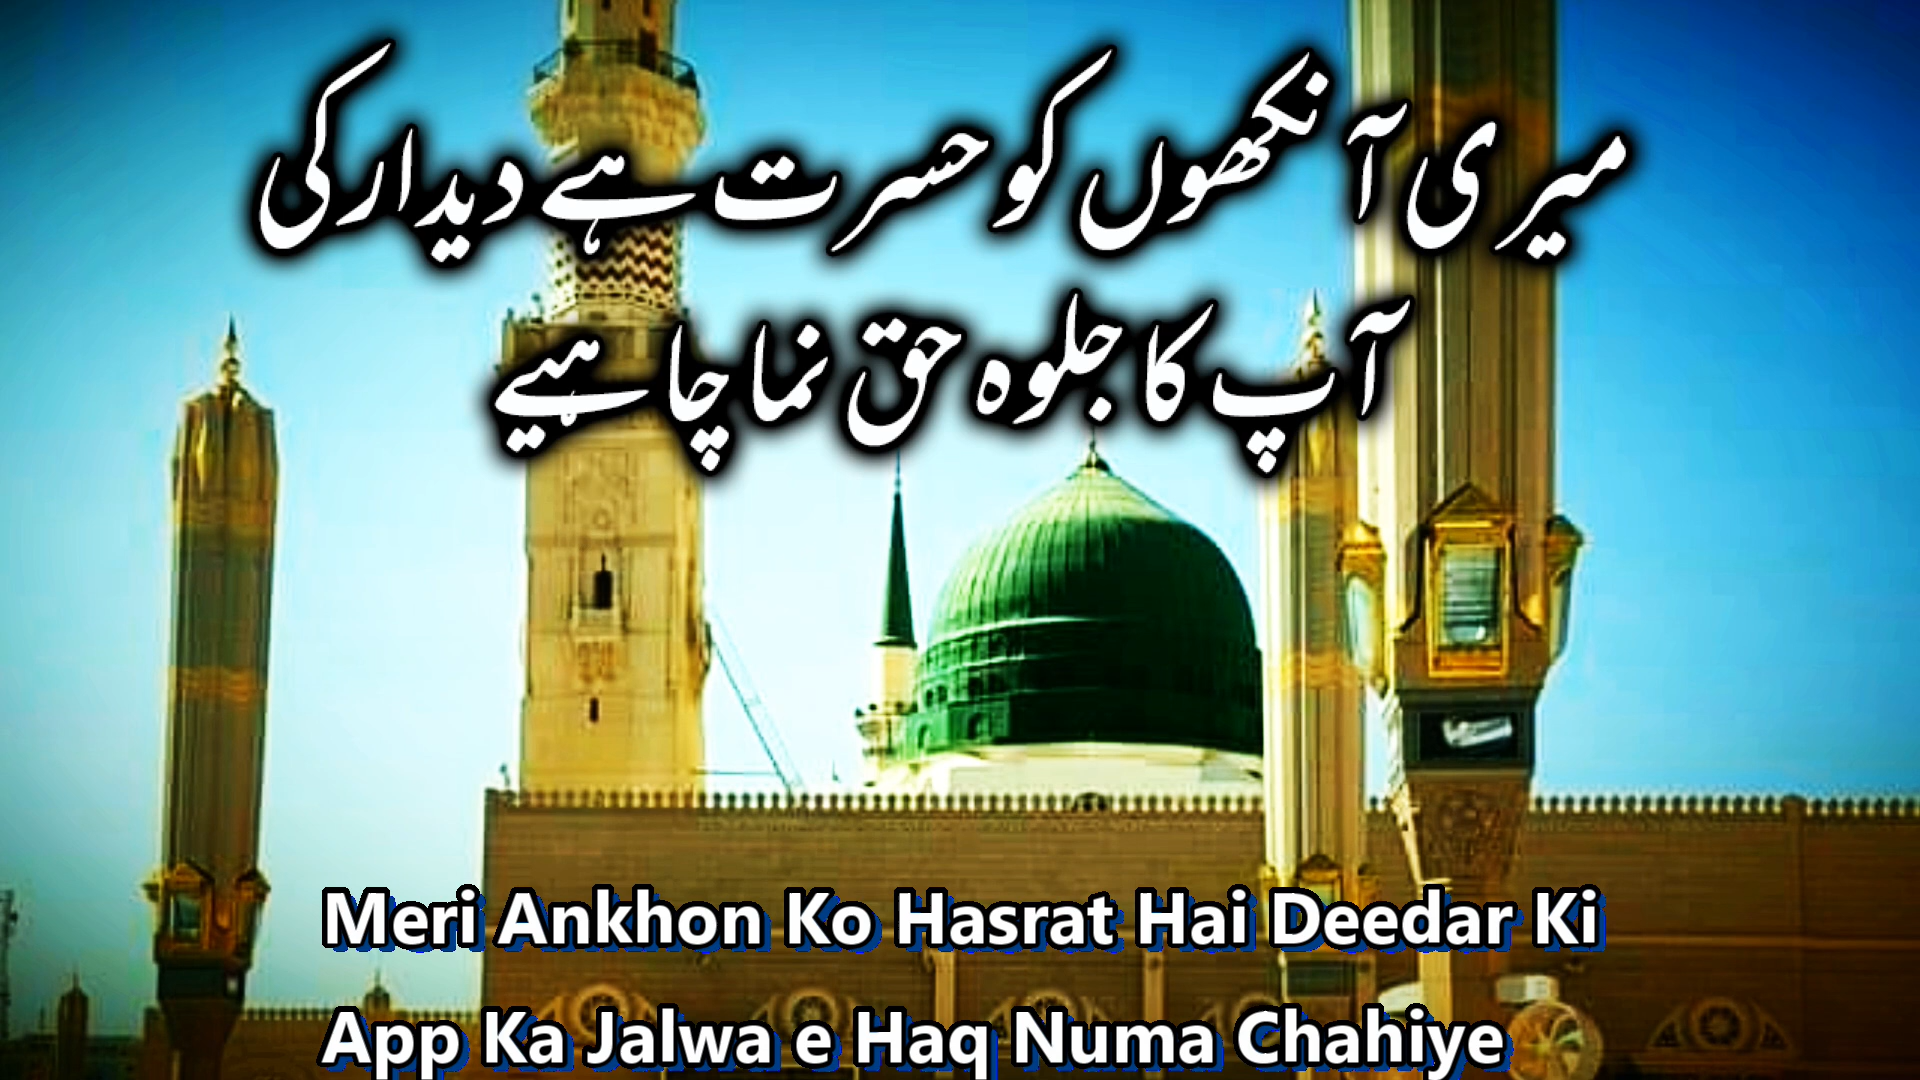 میری آنکھوں کو حسرت ہے دیدار کی
آپ کا جلوہ حق نما چاہیے
Meri Ankhon Ko Hasrat Hai Deedar Ki
App Ka Jalwa e Haq Numa Chahiye